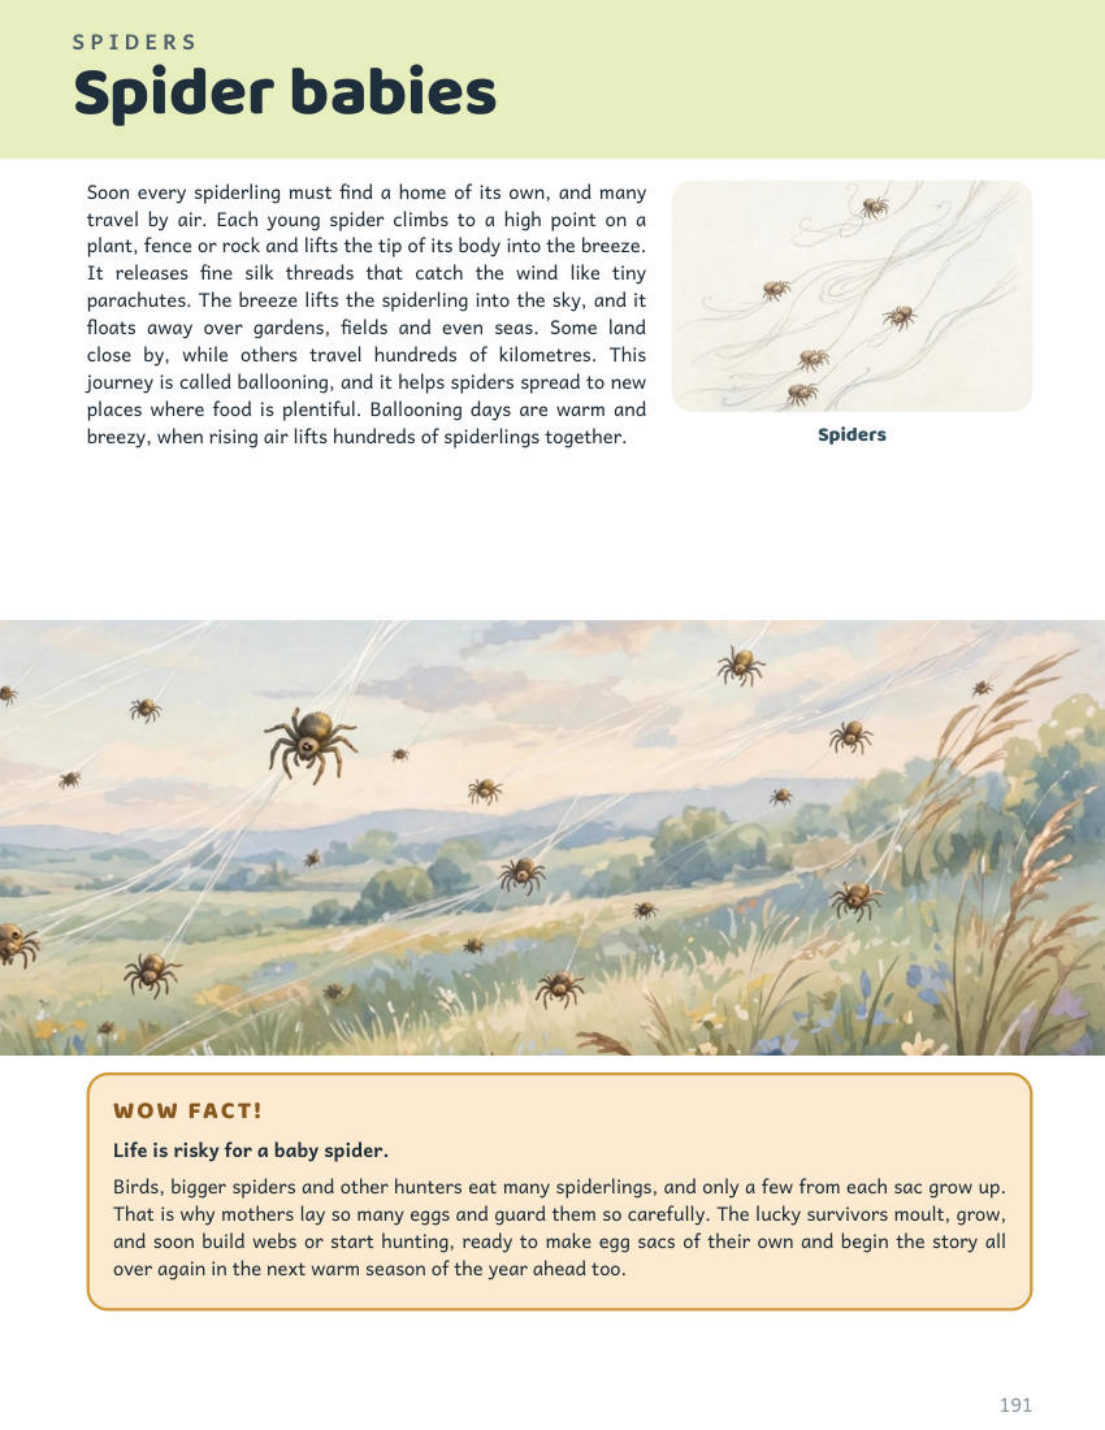 SPIDERS
Spider babies
Soon every spiderling must find a home of its own, and many
travel by air. Each young spider climbs to a high point on a
plant, fence or rock and lifts the tip of its body into the breeze.
It releases fine silk threads that catch the wind like tiny
parachutes. The breeze lifts the spiderling into the sky, and it
floats away over gardens, fields and even seas. Some land
close by, while others travel hundreds of kilometres. This
journey is called ballooning, and it helps spiders spread to new
places where food is plentiful. Ballooning days are warm and
breezy, when rising air lifts hundreds of spiderlings together.
Spiders
WOW FACT!
Life is risky for a baby spider.
Birds, bigger spiders and other hunters eat many spiderlings, and only a few from each sac grow up.
That is why mothers lay so many eggs and guard them so carefully. The lucky survivors moult, grow,
and soon build webs or start hunting, ready to make egg sacs of their own and begin the story all
over again in the next warm season of the year ahead too.
191